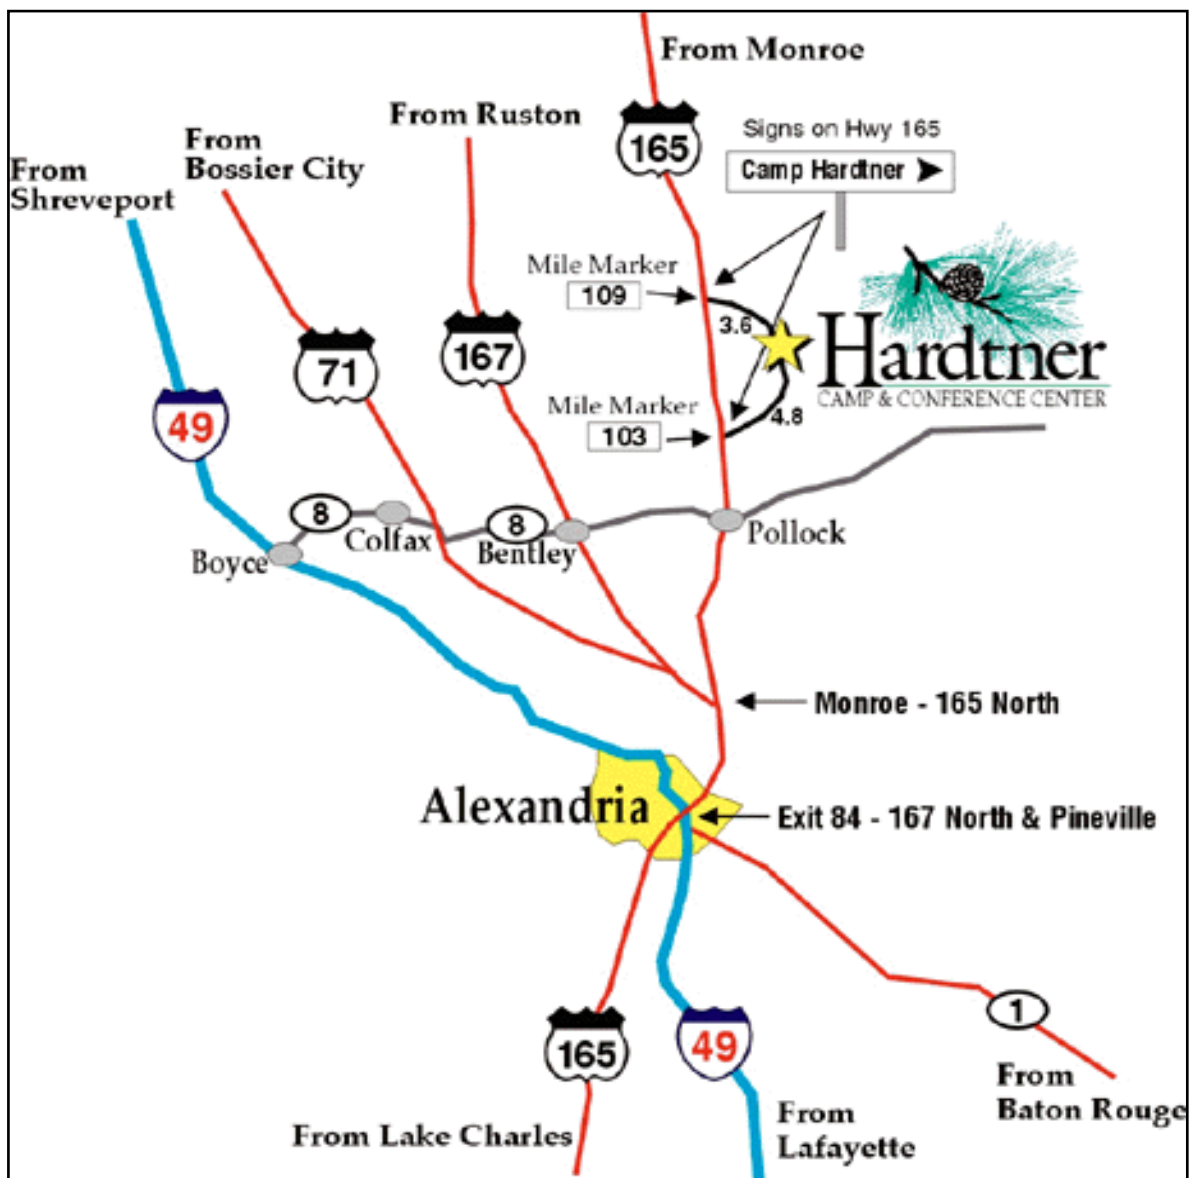 From Monroe
From Ruston
165
Signs on Hwy 165
Camp Hardtner
From
Bossier City
From
Shreveport
Mile Marker
109
3.6
Hardtner
CAMP & CONFERENCE CENTER
71
167
49
Mile Marker
103
4.8
8
Colfax
8
Bentley
Pollock
Boyce
Monroe - 165 North
Alexandria
Exit 84 - 167 North & Pineville
1
165
49
From
Baton Rouge
From Lake Charles
From
Lafayette